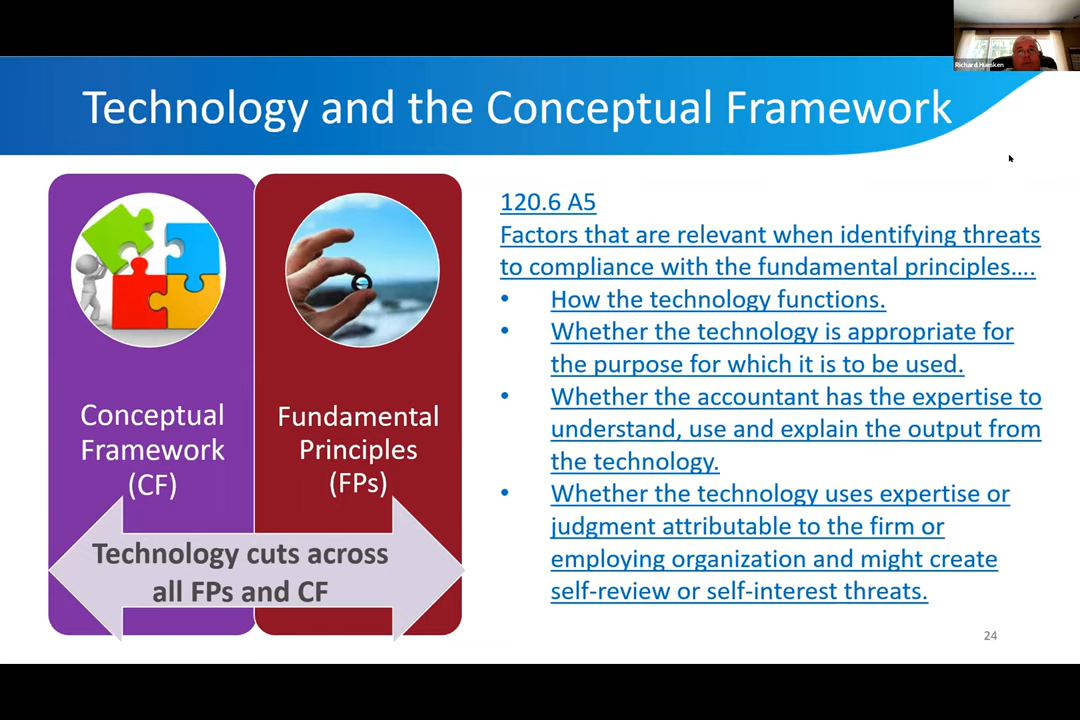 Richard Huesken
Technology and the Conceptual Framework
Conceptual
Framework
(CF)
Fundamental
Principles
(FPs)
Technology cuts across
all FPs and CF
120.6 A5
Factors that are relevant when identifying threats
to compliance with the fundamental principles....
• How the technology functions.
• Whether the technology is appropriate for
the purpose for which it is to be used.
• Whether the accountant has the expertise to
understand, use and explain the output from
the technology.
• Whether the technology uses expertise or
judgment attributable to the firm or
employing organization and might create
self-review or self-interest threats.
24